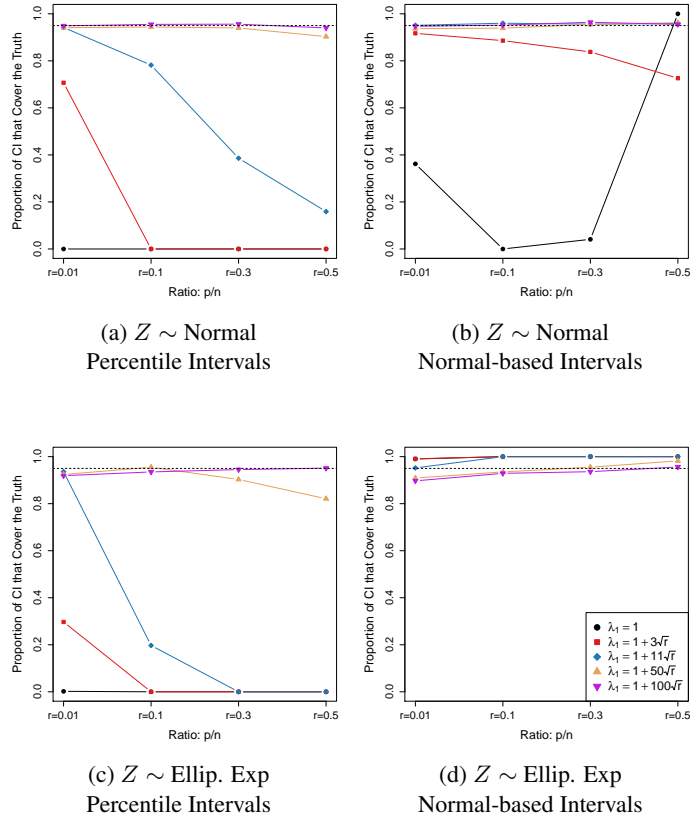 Proportion of CI that Cover the Truth
1.0
0.8
0.6
0.4
0.2
0.0
r=0.01 r=0.1 r=0.3 r=0.5
Ratio: p/n
(a) Z ∼ Normal
Percentile Intervals
Proportion of CI that Cover the Truth
1.0
0.8
0.6
0.4
0.2
0.0
r=0.01 r=0.1 r=0.3 r=0.5
Ratio: p/n
(b) Z ∼ Normal
Normal-based Intervals
Proportion of CI that Cover the Truth
1.0
0.8
0.6
0.4
0.2
0.0
r=0.01 r=0.1 r=0.3 r=0.5
Ratio: p/n
(c) Z ∼ Ellip. Exp
Percentile Intervals
Proportion of CI that Cover the Truth
1.0
0.8
0.6
0.4
0.2
0.0
λ1 = 1
λ1 = 1 + 3√r
λ1 = 1 + 11√r
λ1 = 1 + 50√r
λ1 = 1 + 100√r
r=0.01 r=0.1 r=0.3 r=0.5
Ratio: p/n
(d) Z ∼ Ellip. Exp
Normal-based Intervals